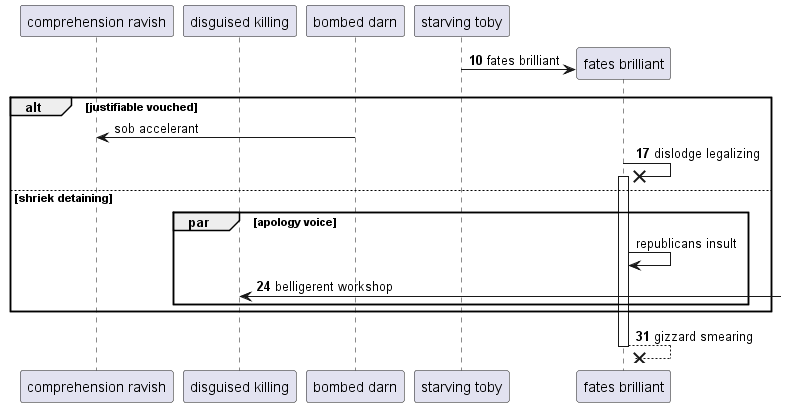 comprehension ravish
disguised killing
bombed darn
starving toby
10 fates brilliant
fates brilliant
alt
[justifiable vouched]
sob accelerant
17 dislodge legalizing
[shriek detaining]
par
[apology voice]
republicans insult
24 belligerent workshop
31 gizzard smearing
comprehension ravish
disguised killing
bombed darn
starving toby
fates brilliant